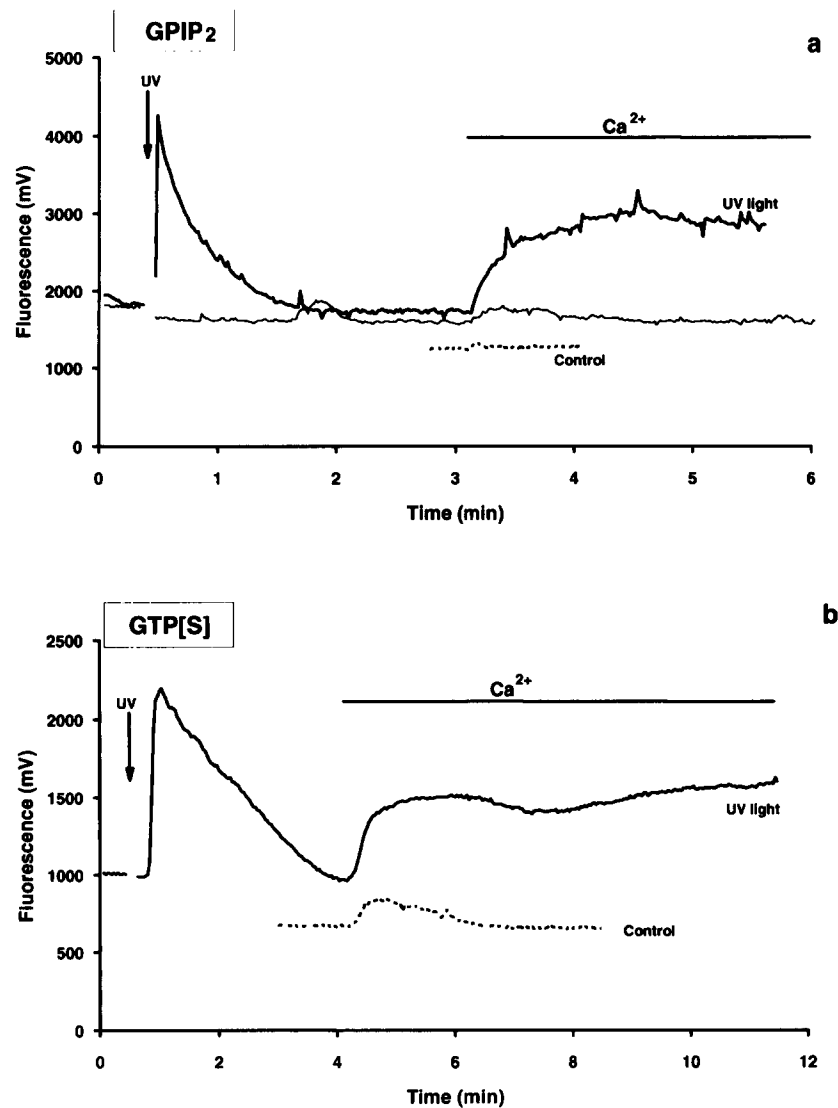 GPIP2
a
5000
UV
4000
Ca2+
Fluorescence (mV)
3000
UV light
2000
1000
Control
0
0 1 2 3 4 5 6
Time (min)
b
GTP[S]
2500
UV
Ca2+
2000
Fluorescence (mV)
1500
UV light
1000
Control
500
0
0 2 4 6 8 10 12
Time (min)